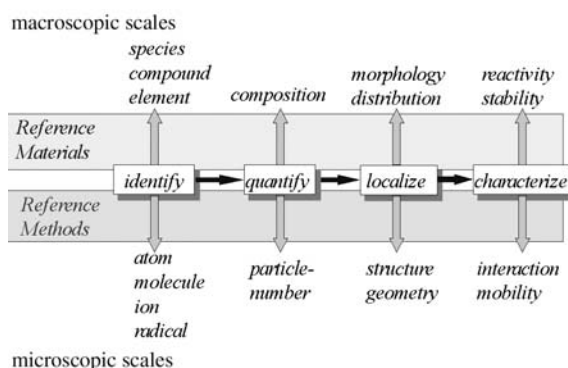 macroscopic scales
species
compound
element
composition
morphology
distribution
reactivity
stability
Reference
Materials
identify
quantify
localize
characterize
Reference
Methods
atom
molecule
ion
radical
particle-
number
structure
geometry
interaction
mobility
microscopic scales